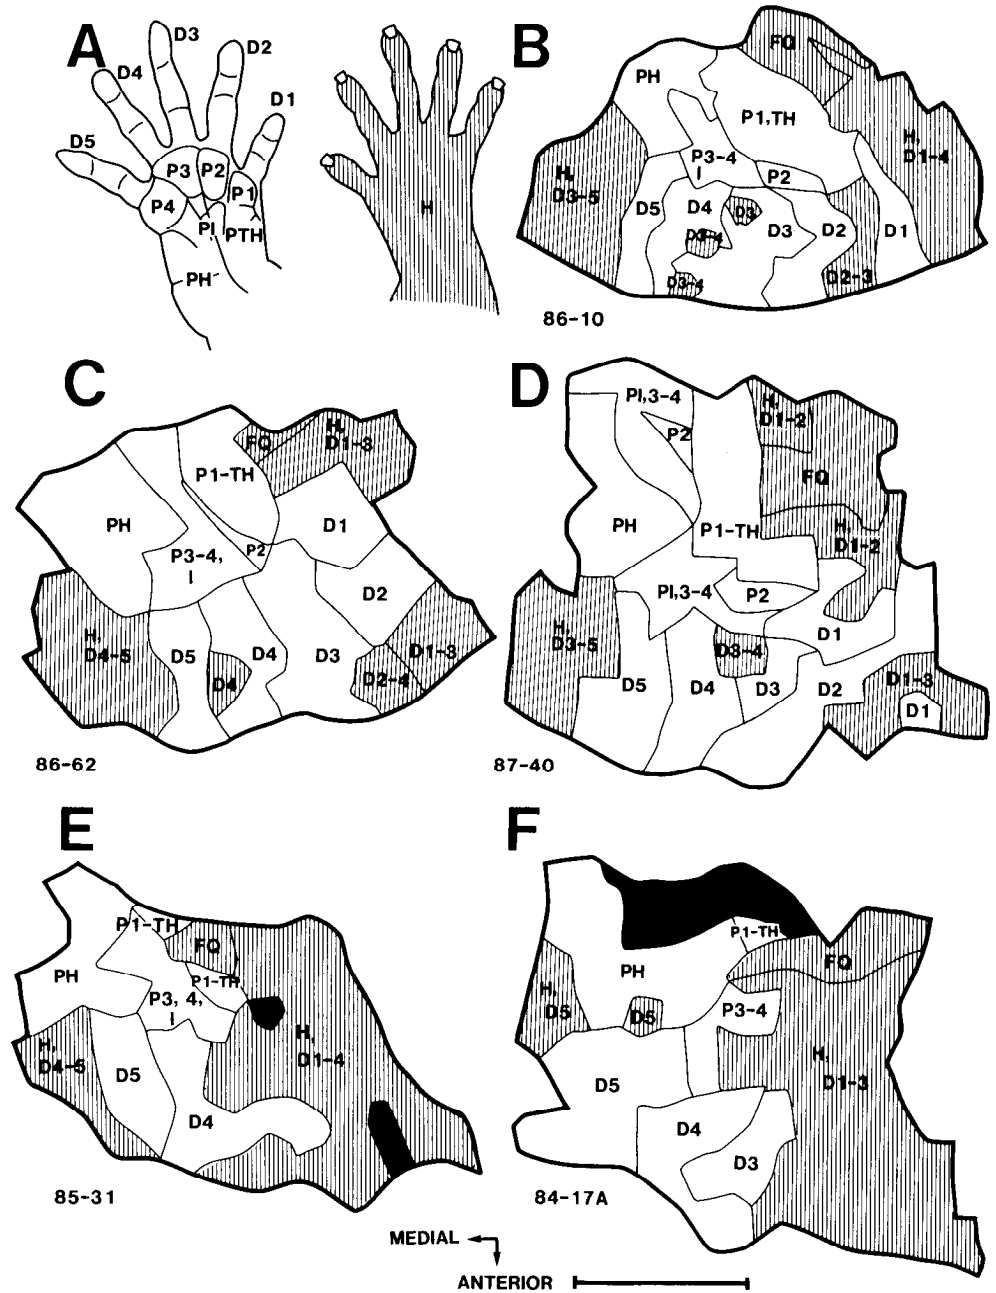 A
D3
D2
D4
D1
D5
P3
P2
P1
P4
PI
PTH
PH
H
B
FQ
PH
P1,TH
H,
D1-4
P3-4
I
P2
H,
D3-5
D5
D4
D3
D3
D2
D1
D3-4
D3-4
D2-3
86-10
C
FQ
H,
D1-3
P1-TH
PH
D1
P3-4,
I
P2
D2
H,
D4-5
D5
D4
D4
D3
D1-3
D2-4
86-62
D
PI,3-4
P2
H,
D1-2
FQ
PH
P1-TH
H,
D1-2
PI,3-4
P2
H,
D3-5
D1
D3-4
D5
D4
D3
D2
D1-3
D1
87-40
E
P1-TH
FQ
PH
P1-TH
P3, 4,
I
H,
D4-5
D5
H,
D1-4
D4
85-31
F
P1-TH
FQ
PH
H,
D5
D5
P3-4
H,
D1-3
D5
D4
D3
84-17A
MEDIAL
ANTERIOR